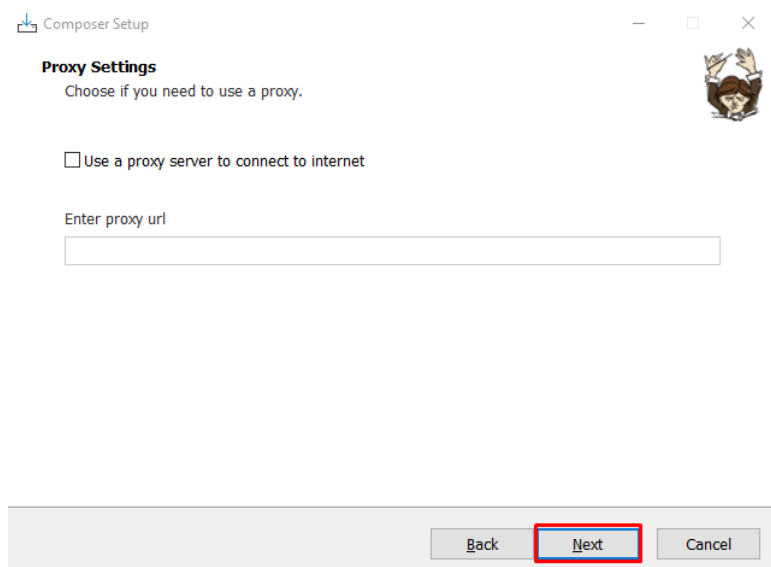 Composer Setup
Proxy Settings
Choose if you need to use a proxy.
Use a proxy server to connect to internet
Enter proxy url
Back Next Cancel